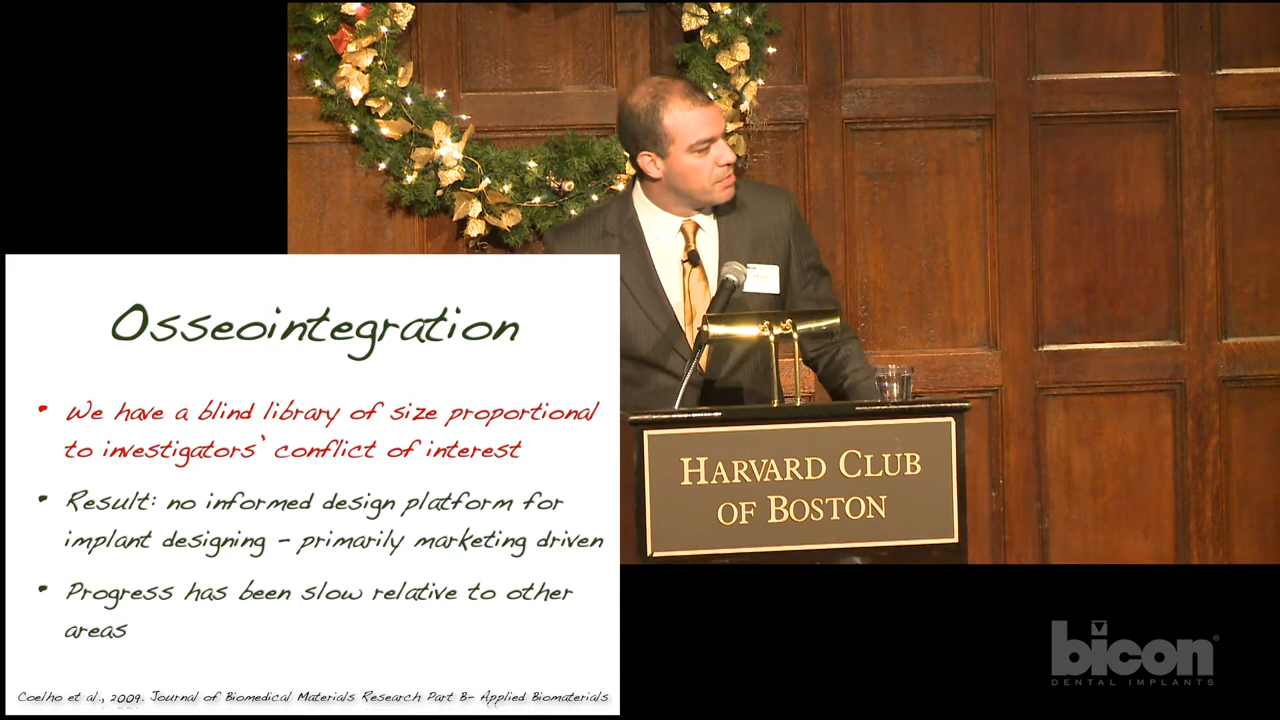 Osseointegration
• We have a blind library of size proportional
to investigators' conflict of interest
• Result: no informed design platform for
implant designing - primarily marketing driven
• Progress has been slow relative to other
areas
Coelho et al., 2009. Journal of Biomedical Materials Research Part B- Applied Biomaterials
HARVARD CLUB
OF BOSTON
bicon®
DENTAL IMPLANTS